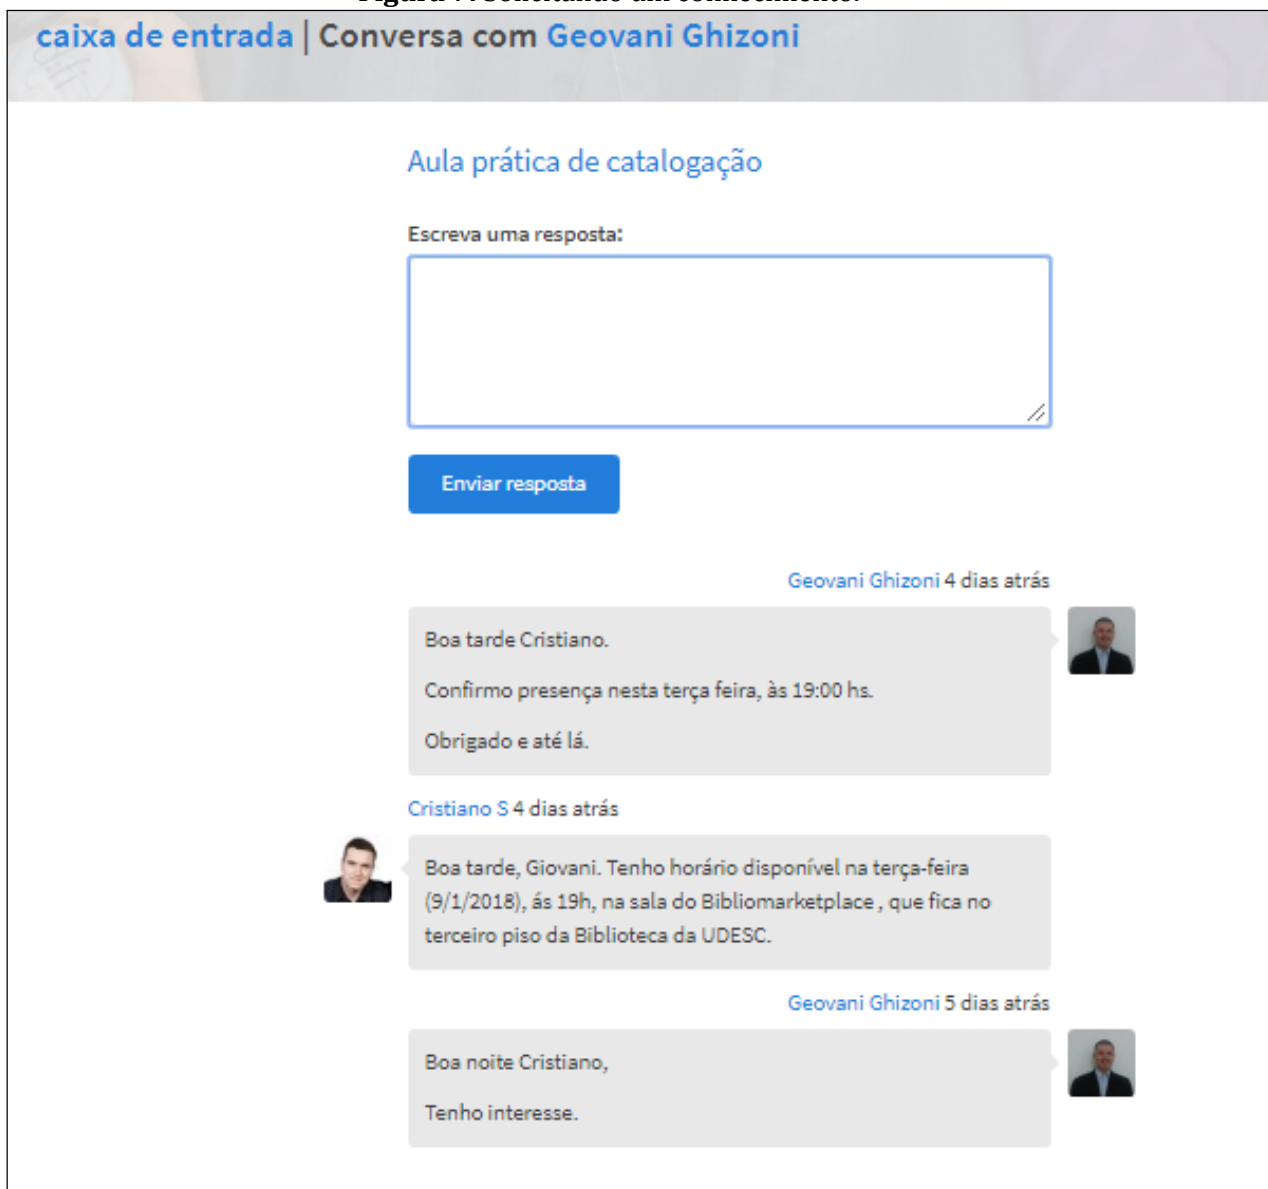 caixa de entrada | Conversa com Geovani Ghizoni
Aula prática de catalogação
Escreva uma resposta:
Enviar resposta
Geovani Ghizoni 4 dias atrás
Boa tarde Cristiano.
Confirmo presença nesta terça feira, às 19:00 hs.
Obrigado e até lá.
Cristiano S 4 dias atrás
Boa tarde, Giovani. Tenho horário disponível na terça-feira
(9/1/2018), ás 19h, na sala do Bibliomarketplace , que fica no
terceiro piso da Biblioteca da UDESC.
Geovani Ghizoni 5 dias atrás
Boa noite Cristiano,
Tenho interesse.